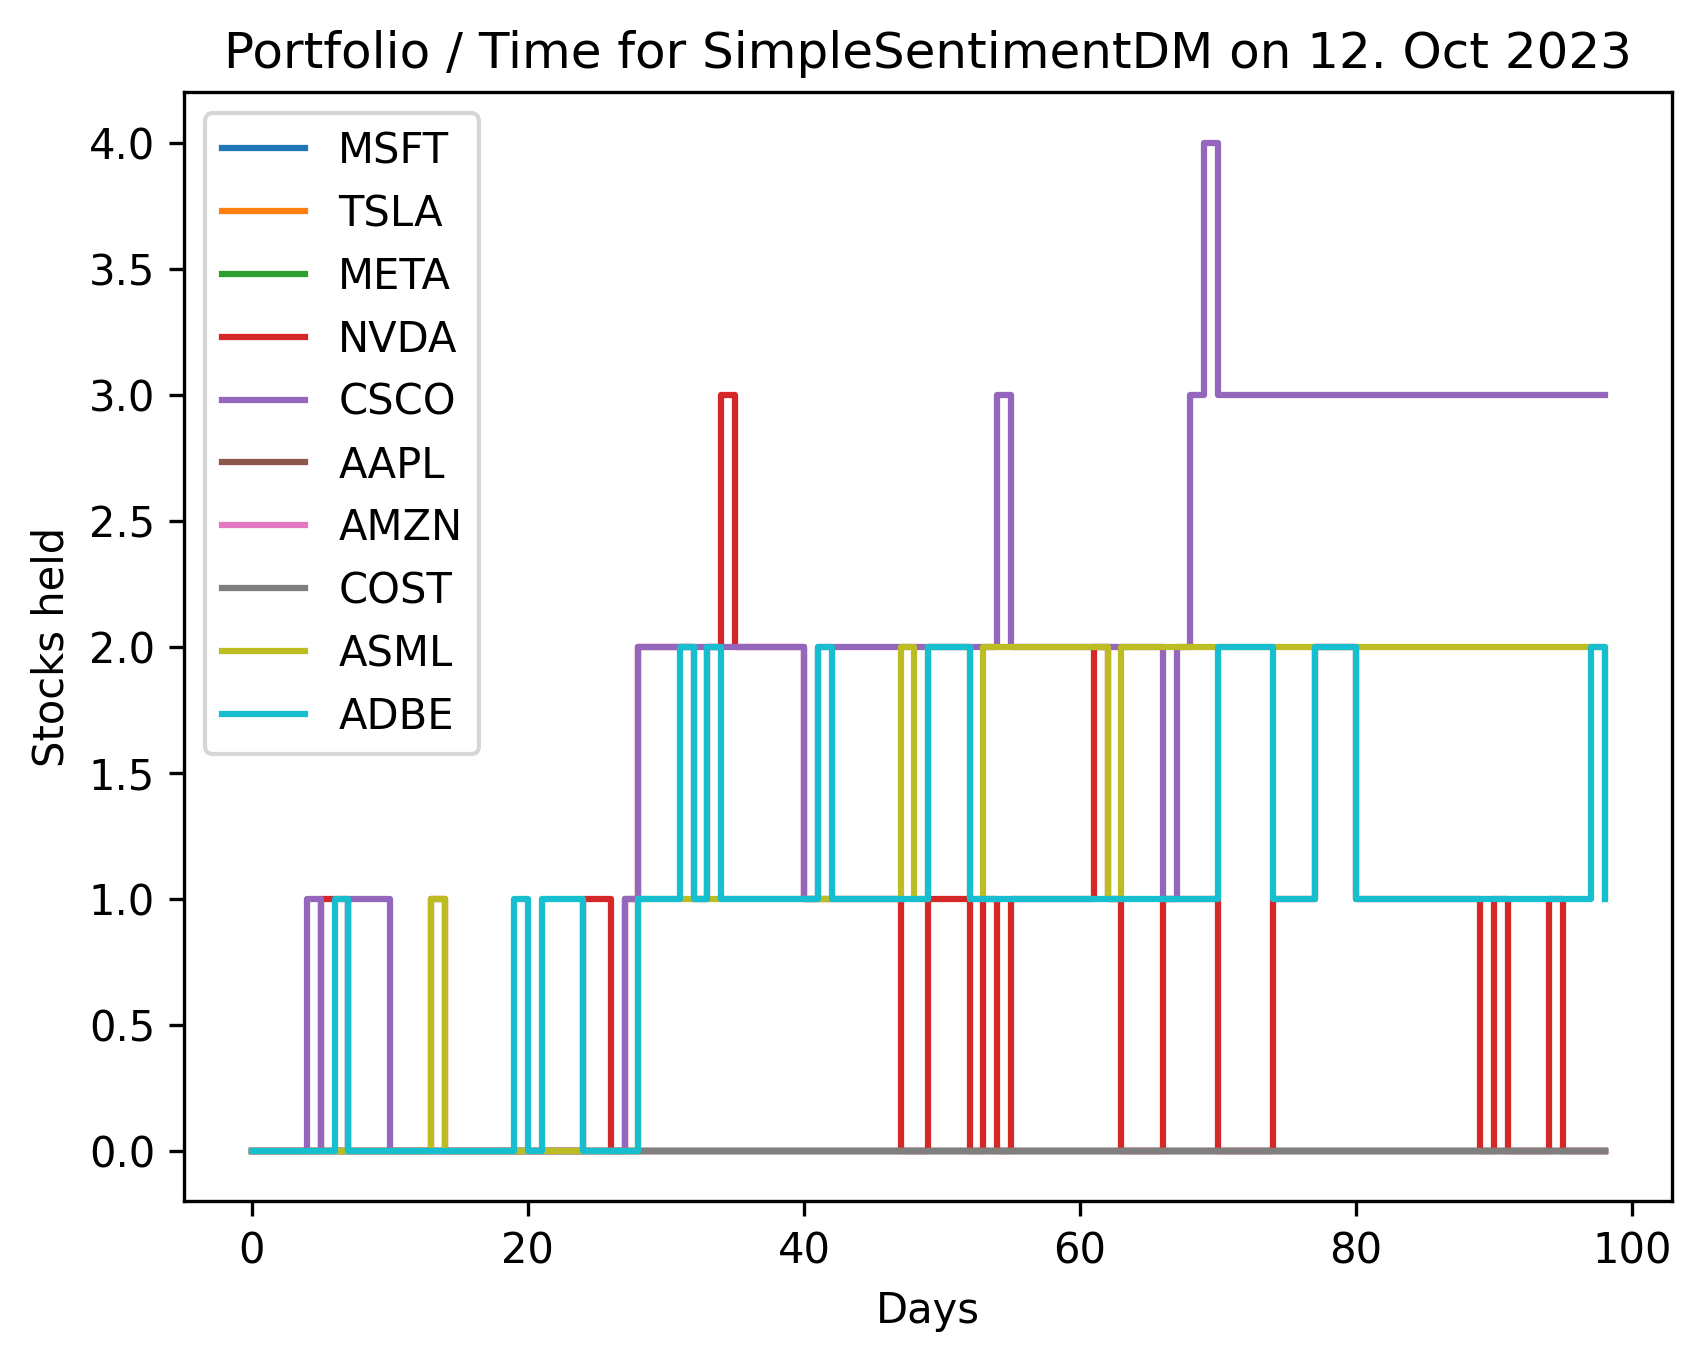 Portfolio / Time for SimpleSentimentDM on 12. Oct 2023
4.0
3.5
3.0
2.5
2.0
1.5
1.0
0.5
0.0
Stocks held
MSFT
TSLA
META
NVDA
CSCO
AAPL
AMZN
COST
ASML
ADBE
0 20 40 60 80 100
Days